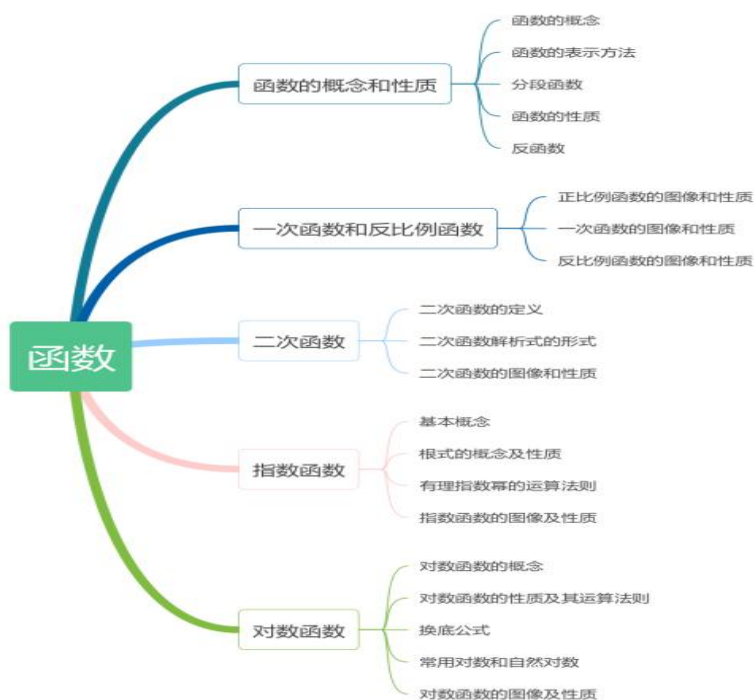 函数
函数的概念和性质
函数的概念
函数的表示方法
分段函数
函数的性质
反函数
一次函数和反比例函数
正比例函数的图像和性质
一次函数的图像和性质
反比例函数的图像和性质
二次函数
二次函数的定义
二次函数解析式的形式
二次函数的图像和性质
指数函数
基本概念
根式的概念及性质
有理指数幂的运算法则
指数函数的图像及性质
对数函数
对数函数的概念
对数函数的性质及其运算法则
换底公式
常用对数和自然对数
对数函数的图像及性质